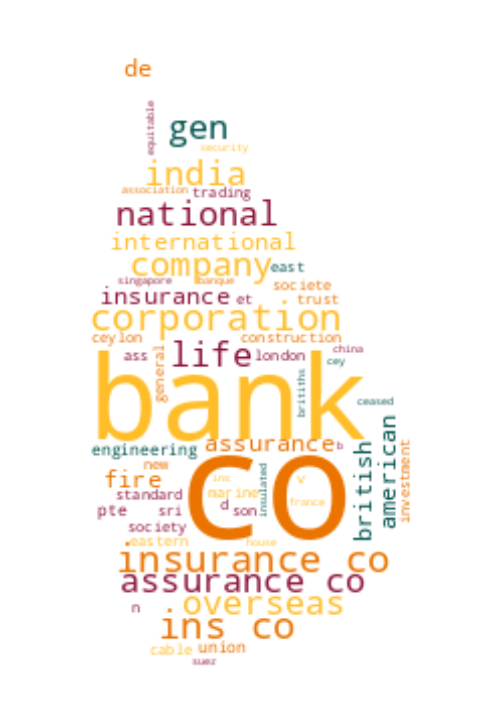 de
equitable
gen
security
india
association trading
national
international
company east
singapore banque
societe
insurance et trust
corporation
ceylon construction
ass life london china
cey
general
bank
britiths
ceased
engineering assurance b
british american investment
new
fire
co
ins v
insulated
standard marine
france
pte sri d son
society
eastern house
insurance co
assurance co
overseas
n
ins co
cable union
suez